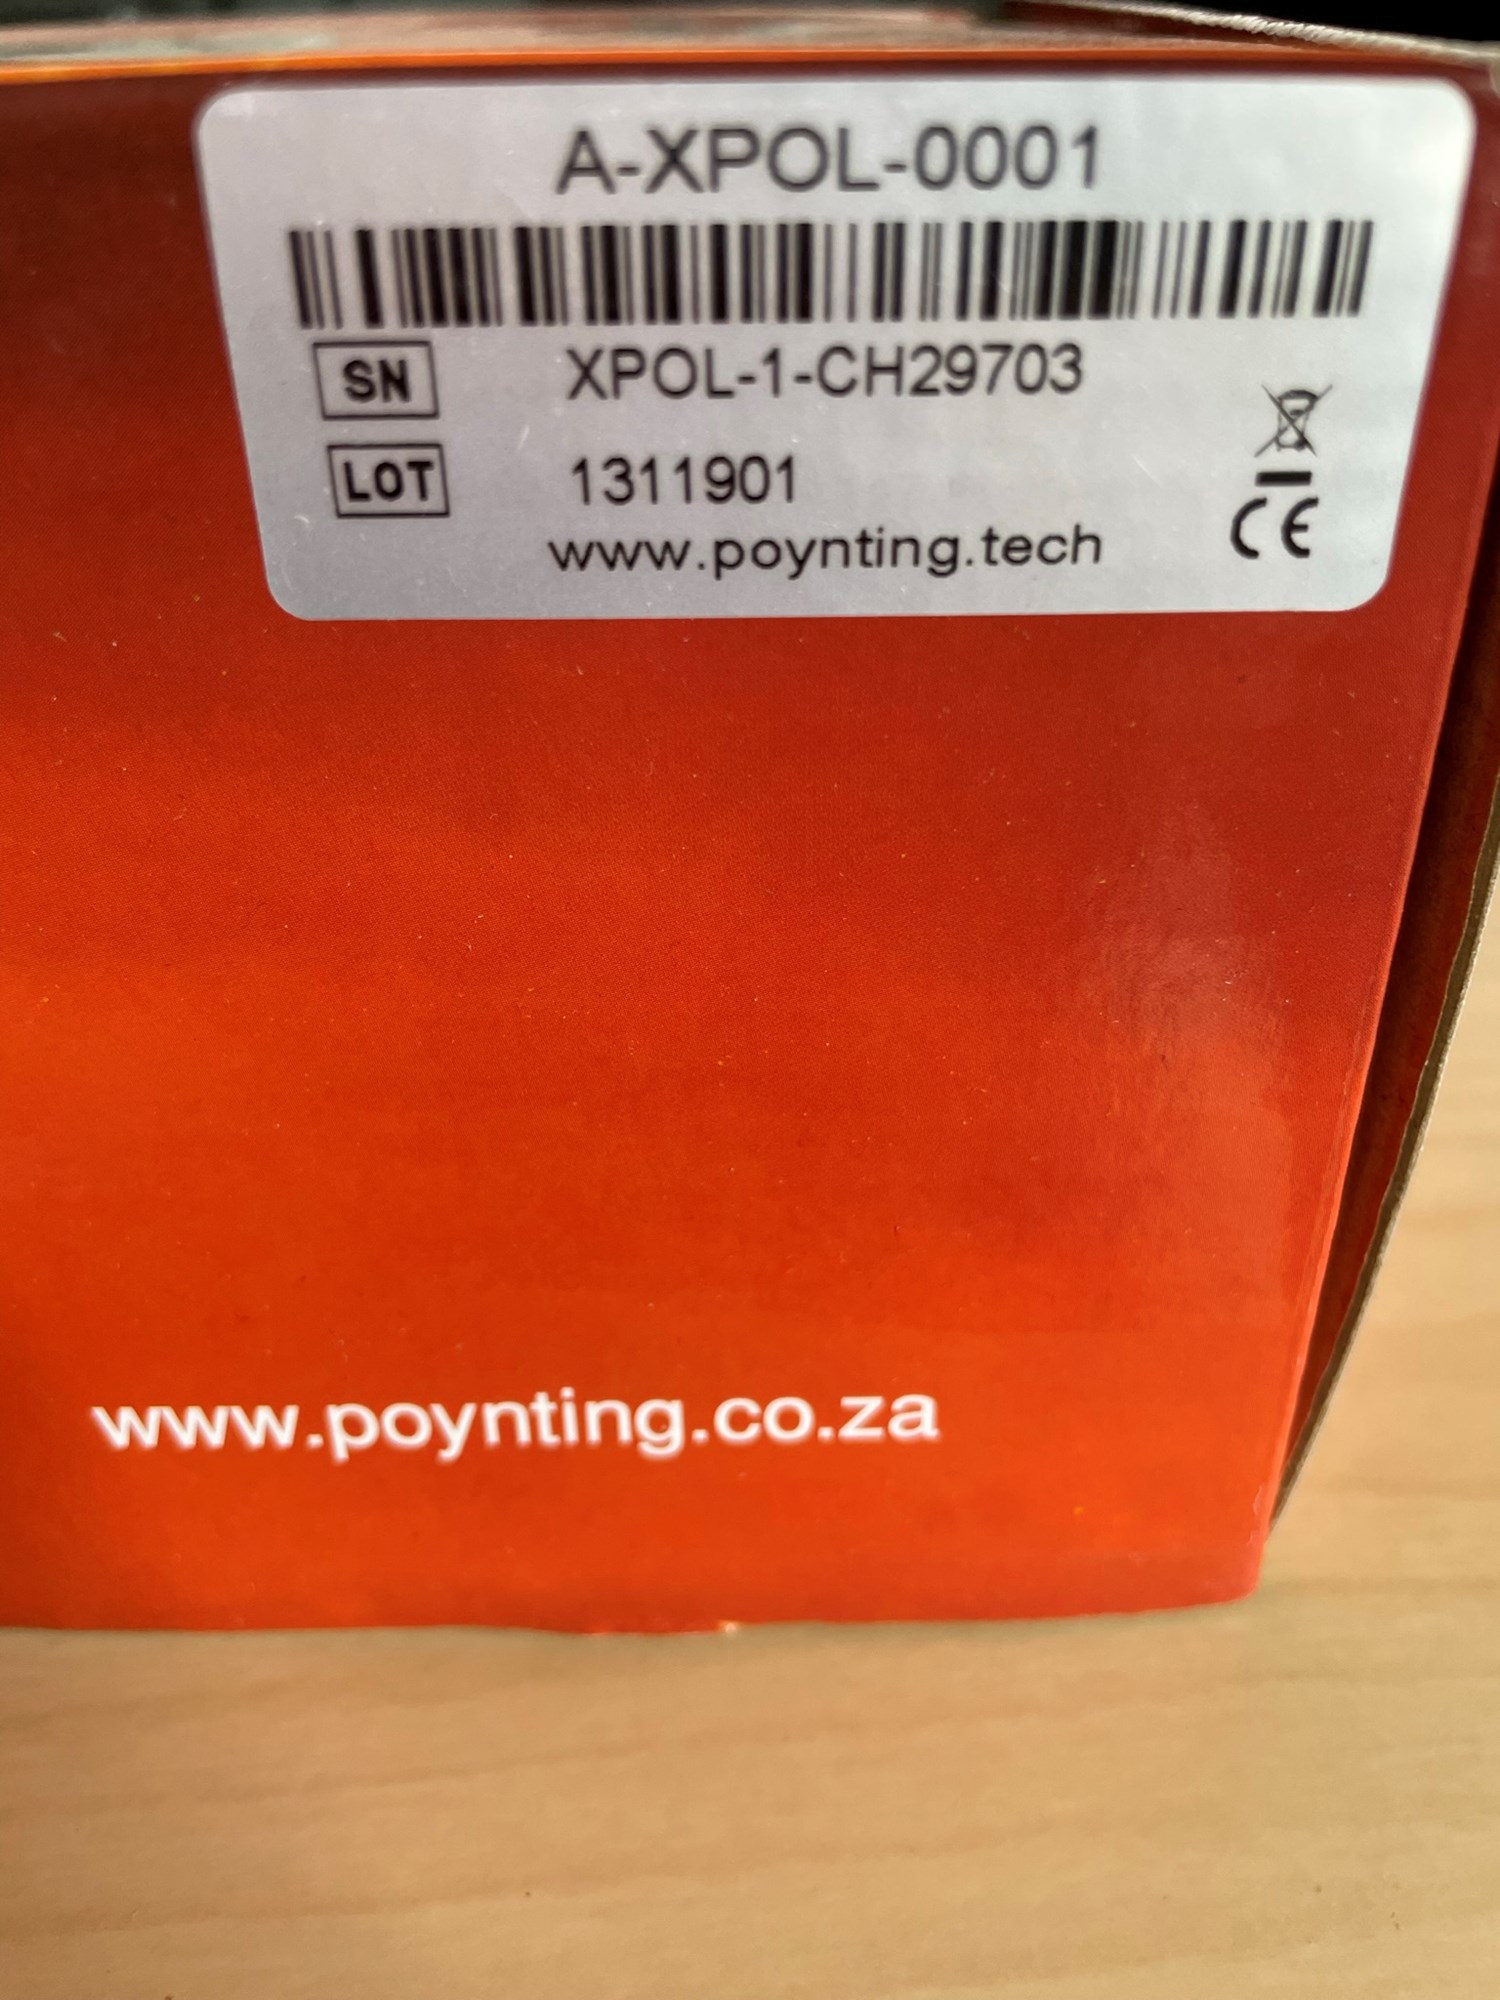 A-XPOL-0001
SN XPOL-1-CH29703
LOT 1311901
www.poynting.tech
CE
www.poynting.co.za